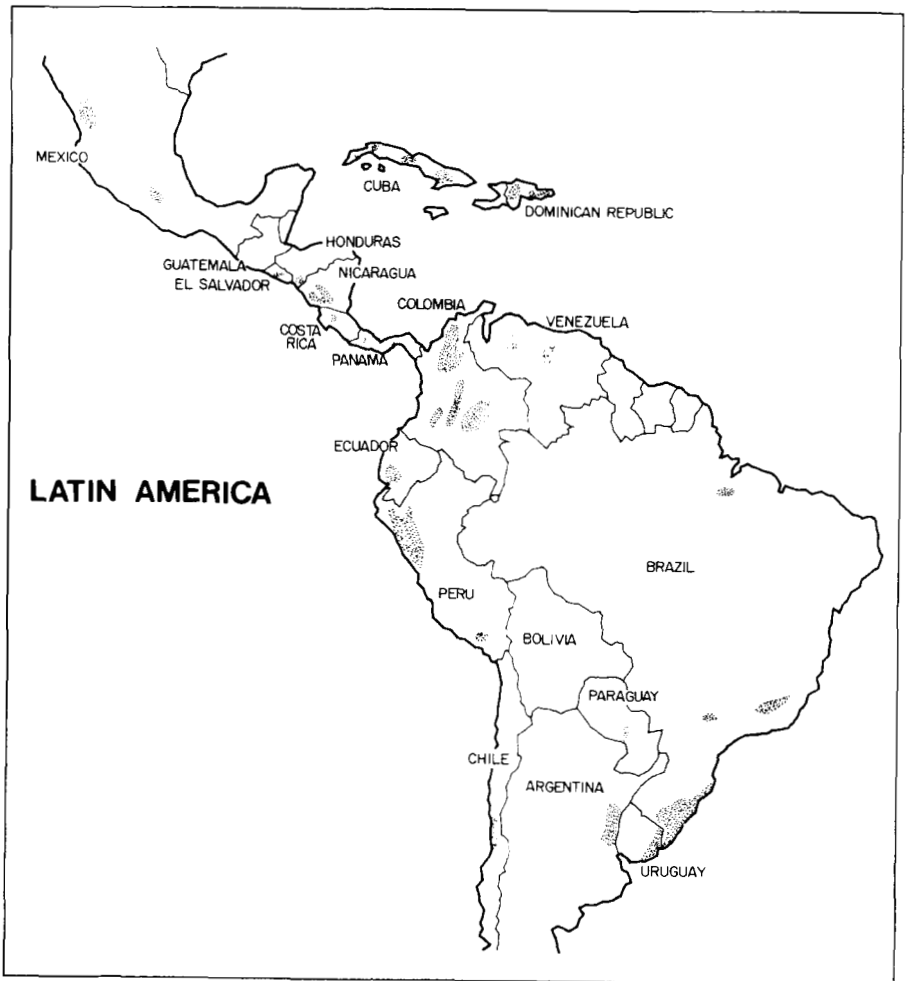 MEXICO
CUBA
DOMINICAN REPUBLIC
HONDURAS
GUATEMALA
NICARAGUA
EL SALVADOR
COLOMBIA
VENEZUELA
COSTA
RICA
PANAMA
ECUADOR
LATIN AMERICA
BRAZIL
PERU
BOLIVIA
PARAGUAY
CHILE
ARGENTINA
URUGUAY